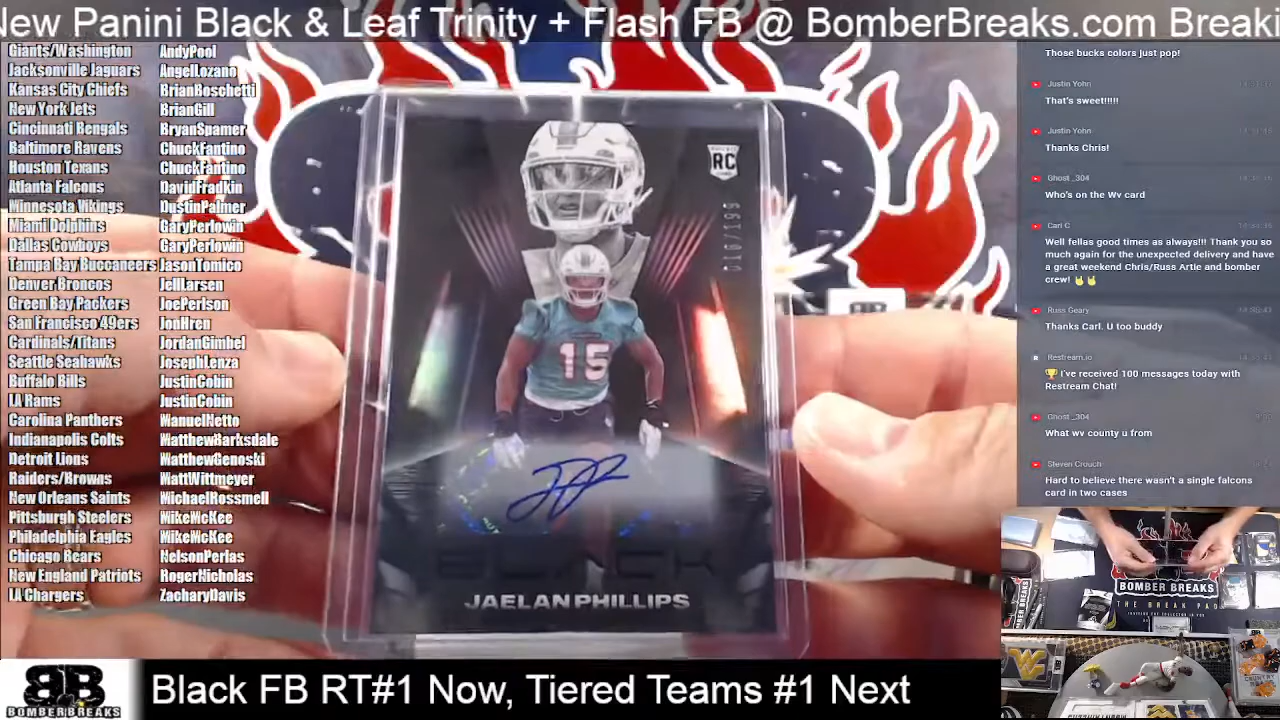 New Panini Black & Leaf Trinity + Flash FB @ BomberBreaks.com Breaki
Giants/Washington AndyPool
Jacksonville Jaguars AngelLozano
Kansas City Chiefs BrianBoschetti
New York Jets BrianGill
Cincinnati Bengals BryanSpamer
Baltimore Ravens ChuckFantino
Houston Texans ChuckFantino
Atlanta Falcons DavidFradkin
Minnesota Vikings DustinPalmer
Miami Dolphins GaryPerlowin
Dallas Cowboys GaryPerlowin
Tampa Bay Buccaneers JasonTomico
Denver Broncos JeffLarsen
Green Bay Packers JoePerison
San Francisco 49ers JonHren
Cardinals/Titans JordanGimbel
Seattle Seahawks JosephLenza
Buffalo Bills JustinCobin
LA Rams JustinCobin
Carolina Panthers ManuelNetto
Indianapolis Colts MatthewBarksdale
Detroit Lions MatthewGenoski
Raiders/Browns MattWittmeyer
New Orleans Saints MichaelRossmell
Pittsburgh Steelers MikeMcKee
Philadelphia Eagles MikeMcKee
Chicago Bears NelsonPerlas
New England Patriots RogerNicholas
LA Chargers ZacharyDavis
RC
15
BLACK
JAELAN PHILLIPS
Those bucks colors just pop!
Justin Yohn
That's sweet!!!!!
Justin Yohn
Thanks Chris!
Ghost_304
Who's on the Wv card
Carl C
Well fellas good times as always!!! Thank you so
much again for the unexpected delivery and have
a great weekend Chris/Russ Artie and bomber
crew! 🤘🤘
Russ Geary
Thanks Carl. U too buddy
Restream.io
🏆 I've received 100 messages today with
Restream Chat!
Ghost_304
What wv county u from
Steven Crouch
Hard to believe there wasn't a single falcons
card in two cases
BOMBER BREAKS
THE BREAK PAD
BB
BOMBERBREAKS
Black FB RT#1 Now, Tiered Teams #1 Next